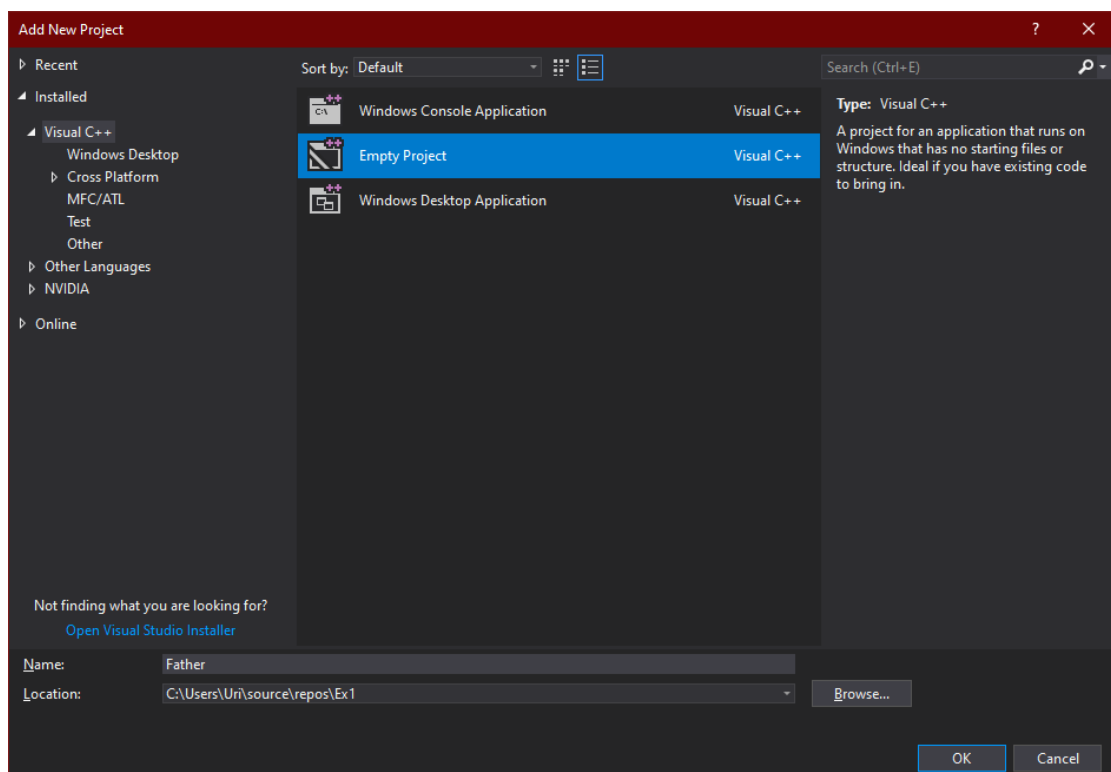 Add New Project
?
Recent
Installed
Visual C++
Windows Desktop
Cross Platform
MFC/ATL
Test
Other
Other Languages
NVIDIA
Online
Not finding what you are looking for?
Open Visual Studio Installer
Sort by: Default
C:\
Windows Console Application Visual C++
Empty Project Visual C++
Windows Desktop Application Visual C++
Search (Ctrl+E)
Type: Visual C++
A project for an application that runs on
Windows that has no starting files or
structure. Ideal if you have existing code
to bring in.
Name: Father
Location: C:\Users\Uri\source\repos\Ex1
Browse...
OK Cancel